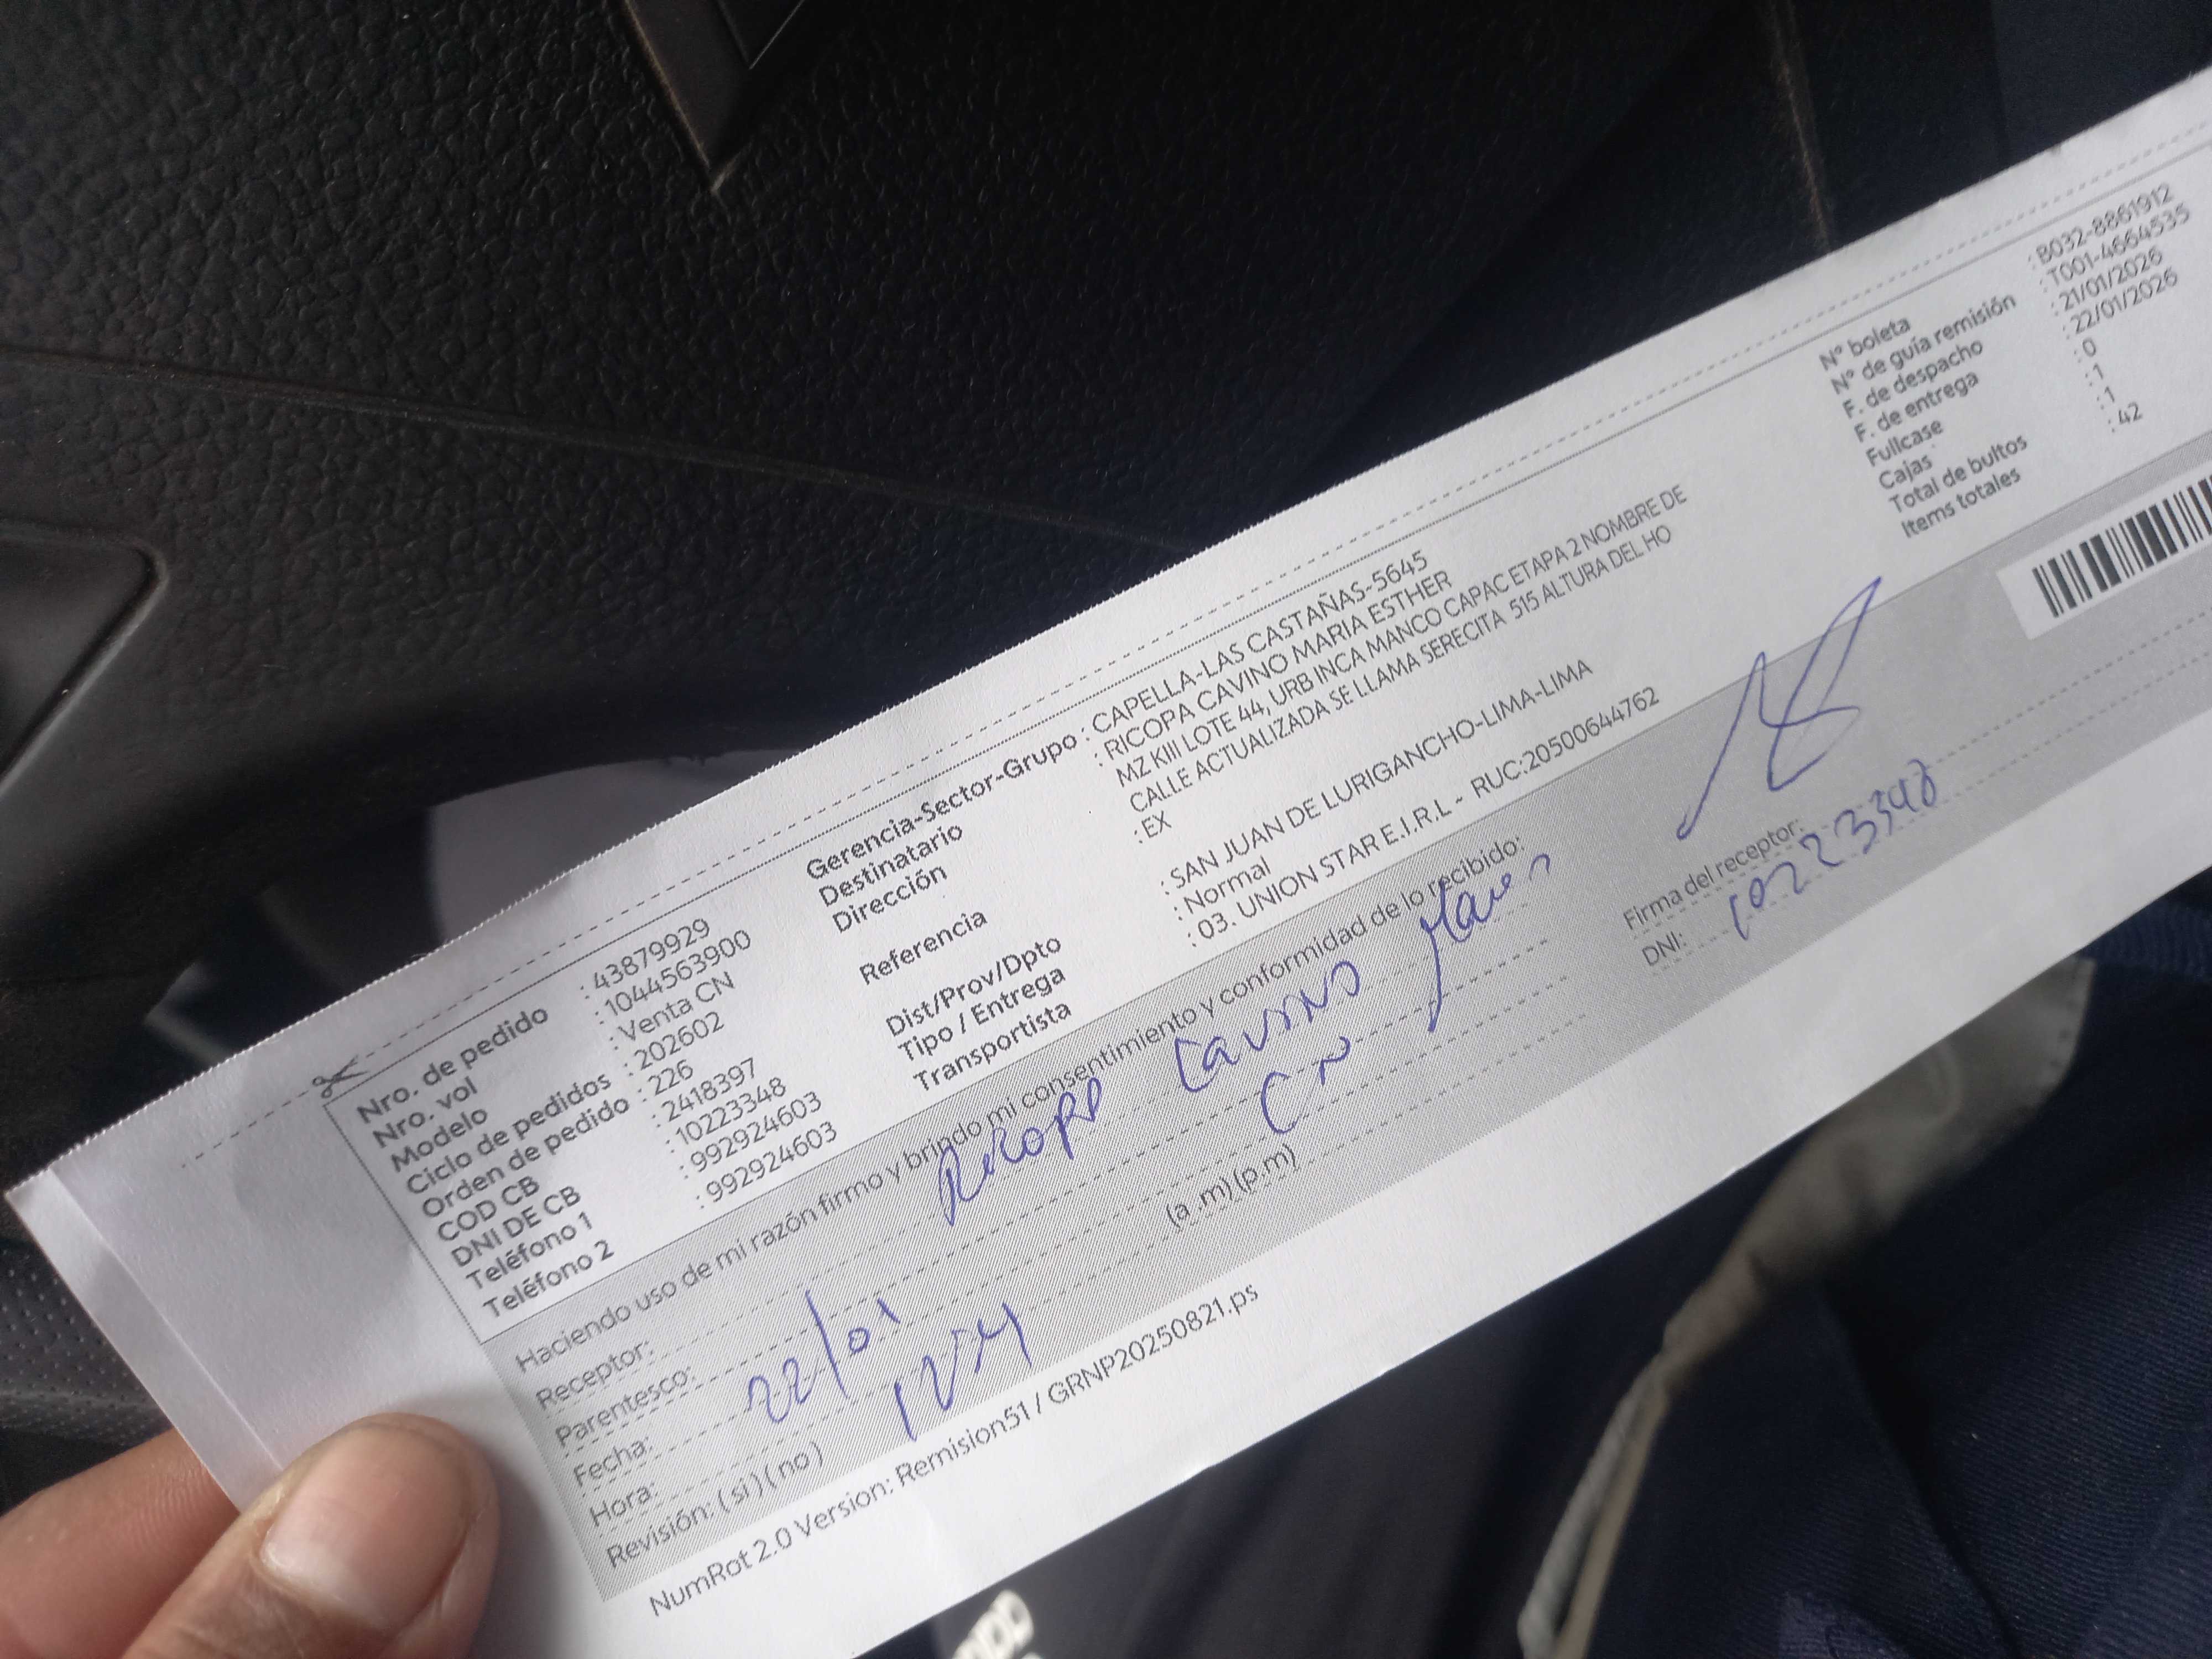 Nro. de pedido : 43879929
Nro. vol : 1044563900
Modelo : Venta CN
Ciclo de pedidos : 202602
Orden de pedido : 226
COD CB : 2418397
DNI DE CB : 10223348
Teléfono 1 : 992924603
Teléfono 2 : 992924603
Gerencia-Sector-Grupo : CAPELLA-LAS CASTAÑAS-5645
Destinatario : RICOPA CAVINO MARIA ESTHER
Dirección MZ KIII LOTE 44, URB INCA MANCO CAPAC ETAPA 2 NOMBRE DE
CALLE ACTUALIZADA SE LLAMA SERECITA 515 ALTURA DEL HO
Referencia : EX
Dist/Prov/Dpto : SAN JUAN DE LURIGANCHO-LIMA-LIMA
Tipo / Entrega : Normal
Transportista : 03. UNION STAR E.I.R.L - RUC:20500644762
N° boleta : B032-8861912
N° de guía remisión : T001-4664535
F. de despacho : 21/01/2026
F. de entrega : 22/01/2026
Fullcase : 0
Cajas : 1
Total de bultos : 1
Items totales : 42
Haciendo uso de mi razón firmo y brindo mi consentimiento y conformidad de lo recibido:
Receptor: Ricopa Cavino
Parentesco: CN
Fecha: 22/01
Hora: 1254 (a.m) (p.m)
Revisión: (si) (no)
Firma del receptor:
DNI: 10223348
NumRot 2.0 Version: Remision51 / GRNP20250821.ps